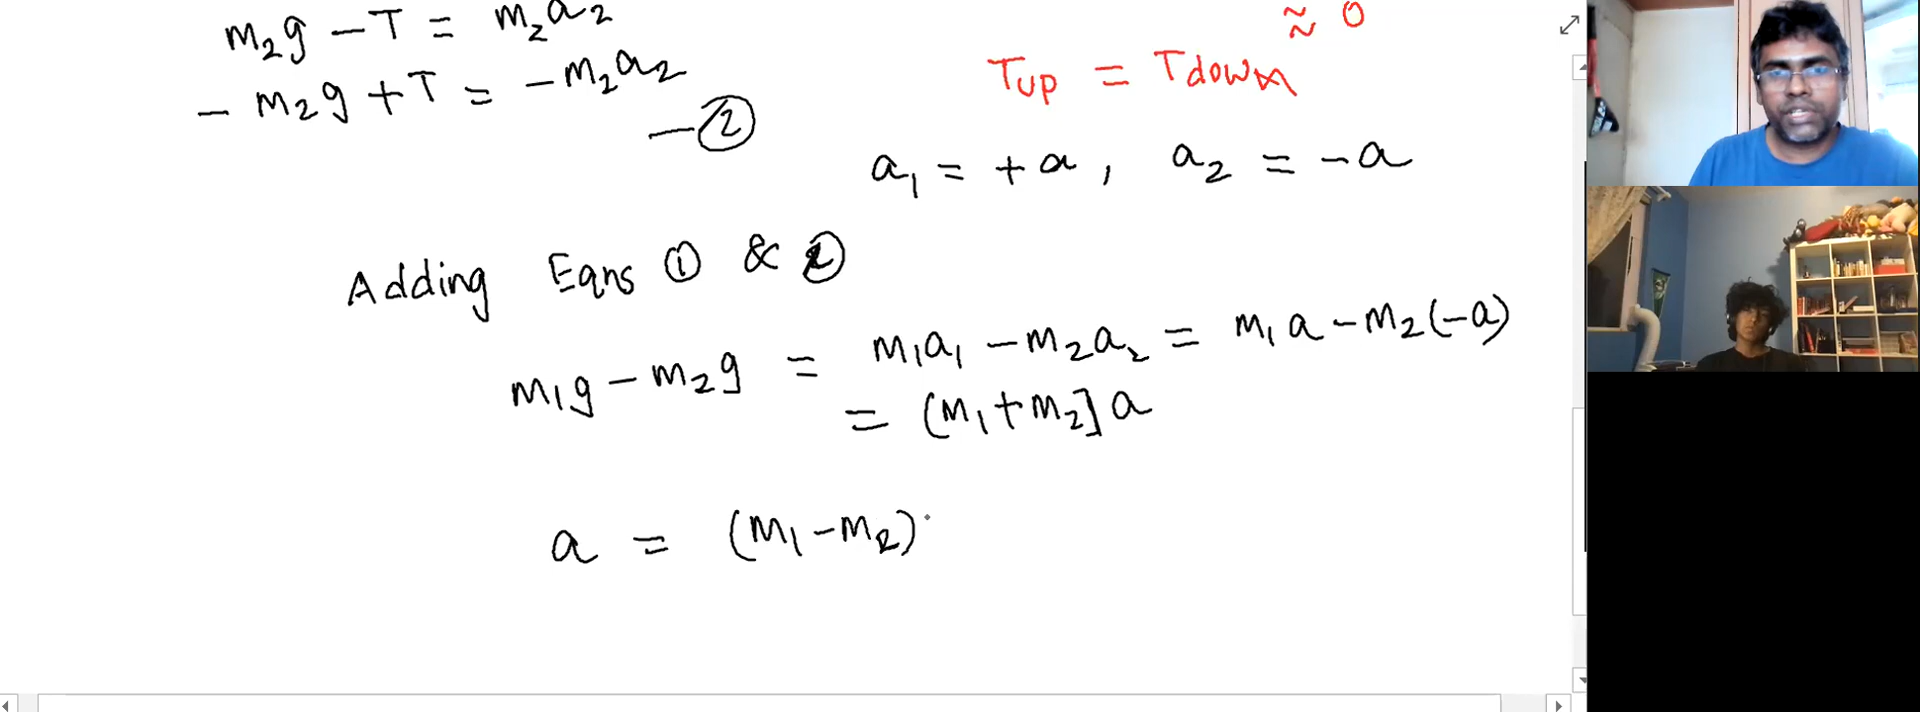 m₂g - T = m₂a₂
- m₂g + T = - m₂a₂
- ②
≈ 0
Tup = Tdown
a₁ = + a , a₂ = - a
Adding Eqns ① & ②
m₁g - m₂g = m₁a₁ - m₂a₂ = m₁a - m₂(-a)
= (m₁+m₂]a
a = (m₁-m₂)